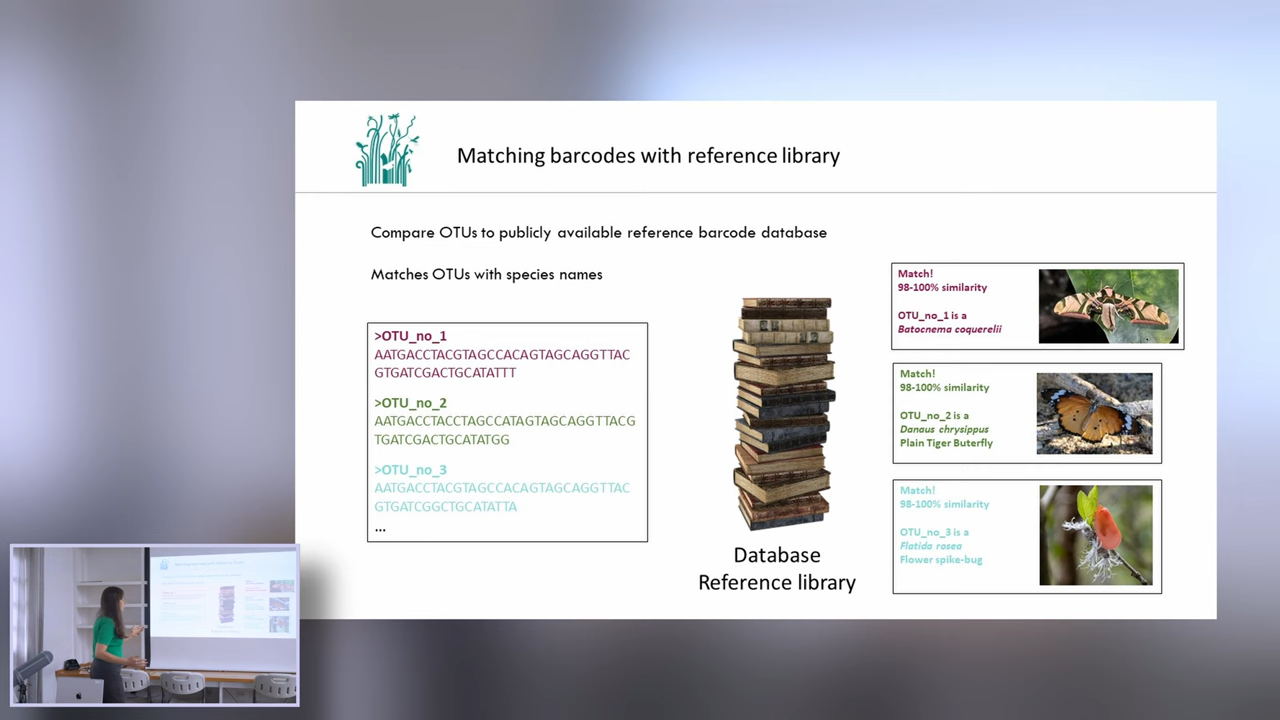 Matching barcodes with reference library
Compare OTUs to publicly available reference barcode database
Matches OTUs with species names
>OTU_no_1
AATGACCTACGTAGCCACAGTAGCAGGTTAC
GTGATCGACTGCATATTT
>OTU_no_2
AATGACCTACCTAGCCATAGTAGCAGGTTACG
TGATCGACTGCATATGG
>OTU_no_3
AATGACCTACGTAGCCACAGTAGCAGGTTAC
GTGATCGGCTGCATATTA
...
Database
Reference library
Match!
98-100% similarity
OTU_no_1 is a
Batocnema coquerelii
Match!
98-100% similarity
OTU_no_2 is a
Danaus chrysippus
Plain Tiger Buterfly
Match!
98-100% similarity
OTU_no_3 is a
Flatida rosea
Flower spike-bug